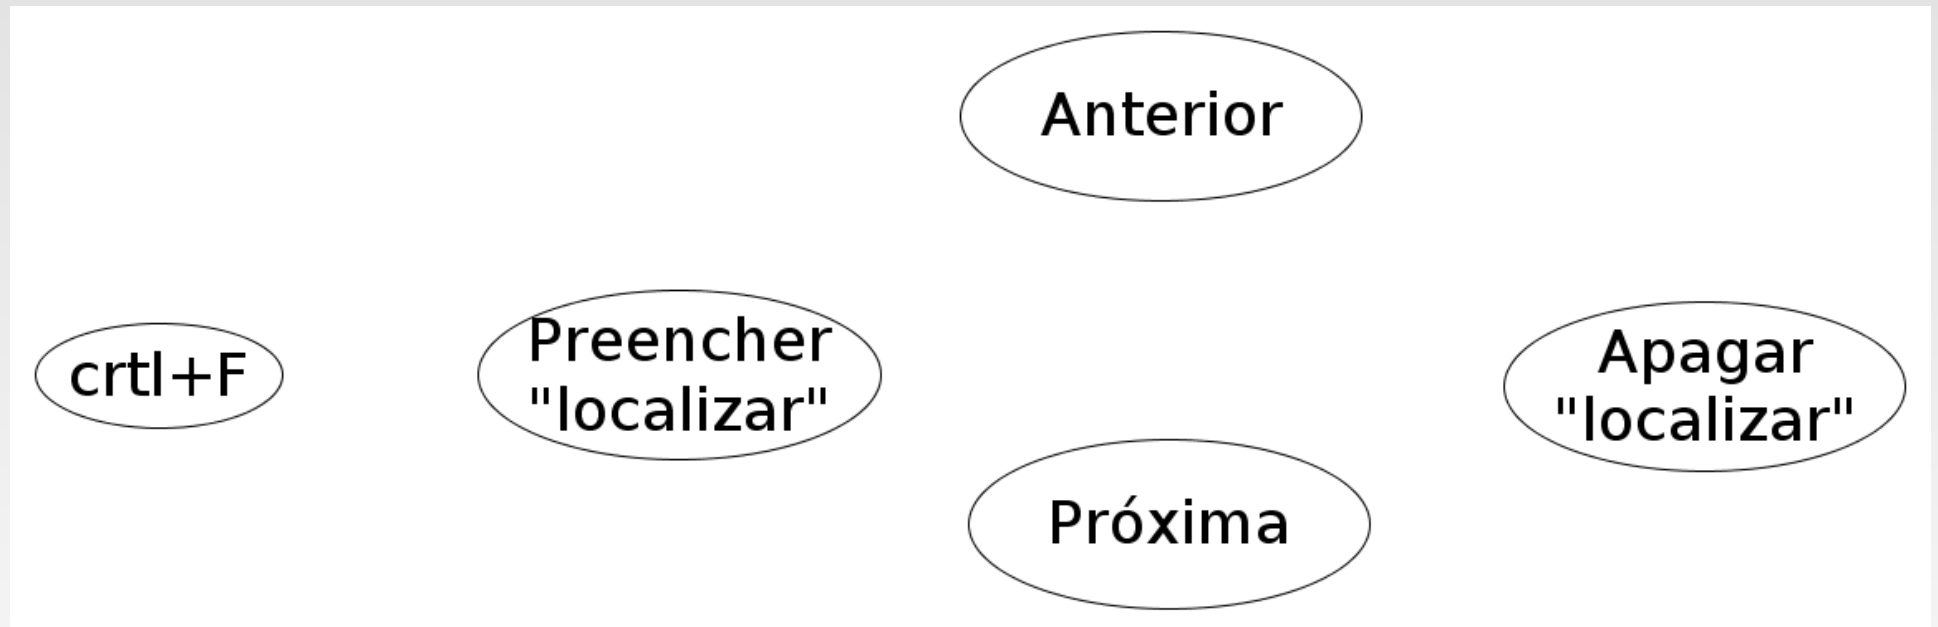 Anterior
crtl+F
Preencher
"localizar"
Apagar
"localizar"
Próxima